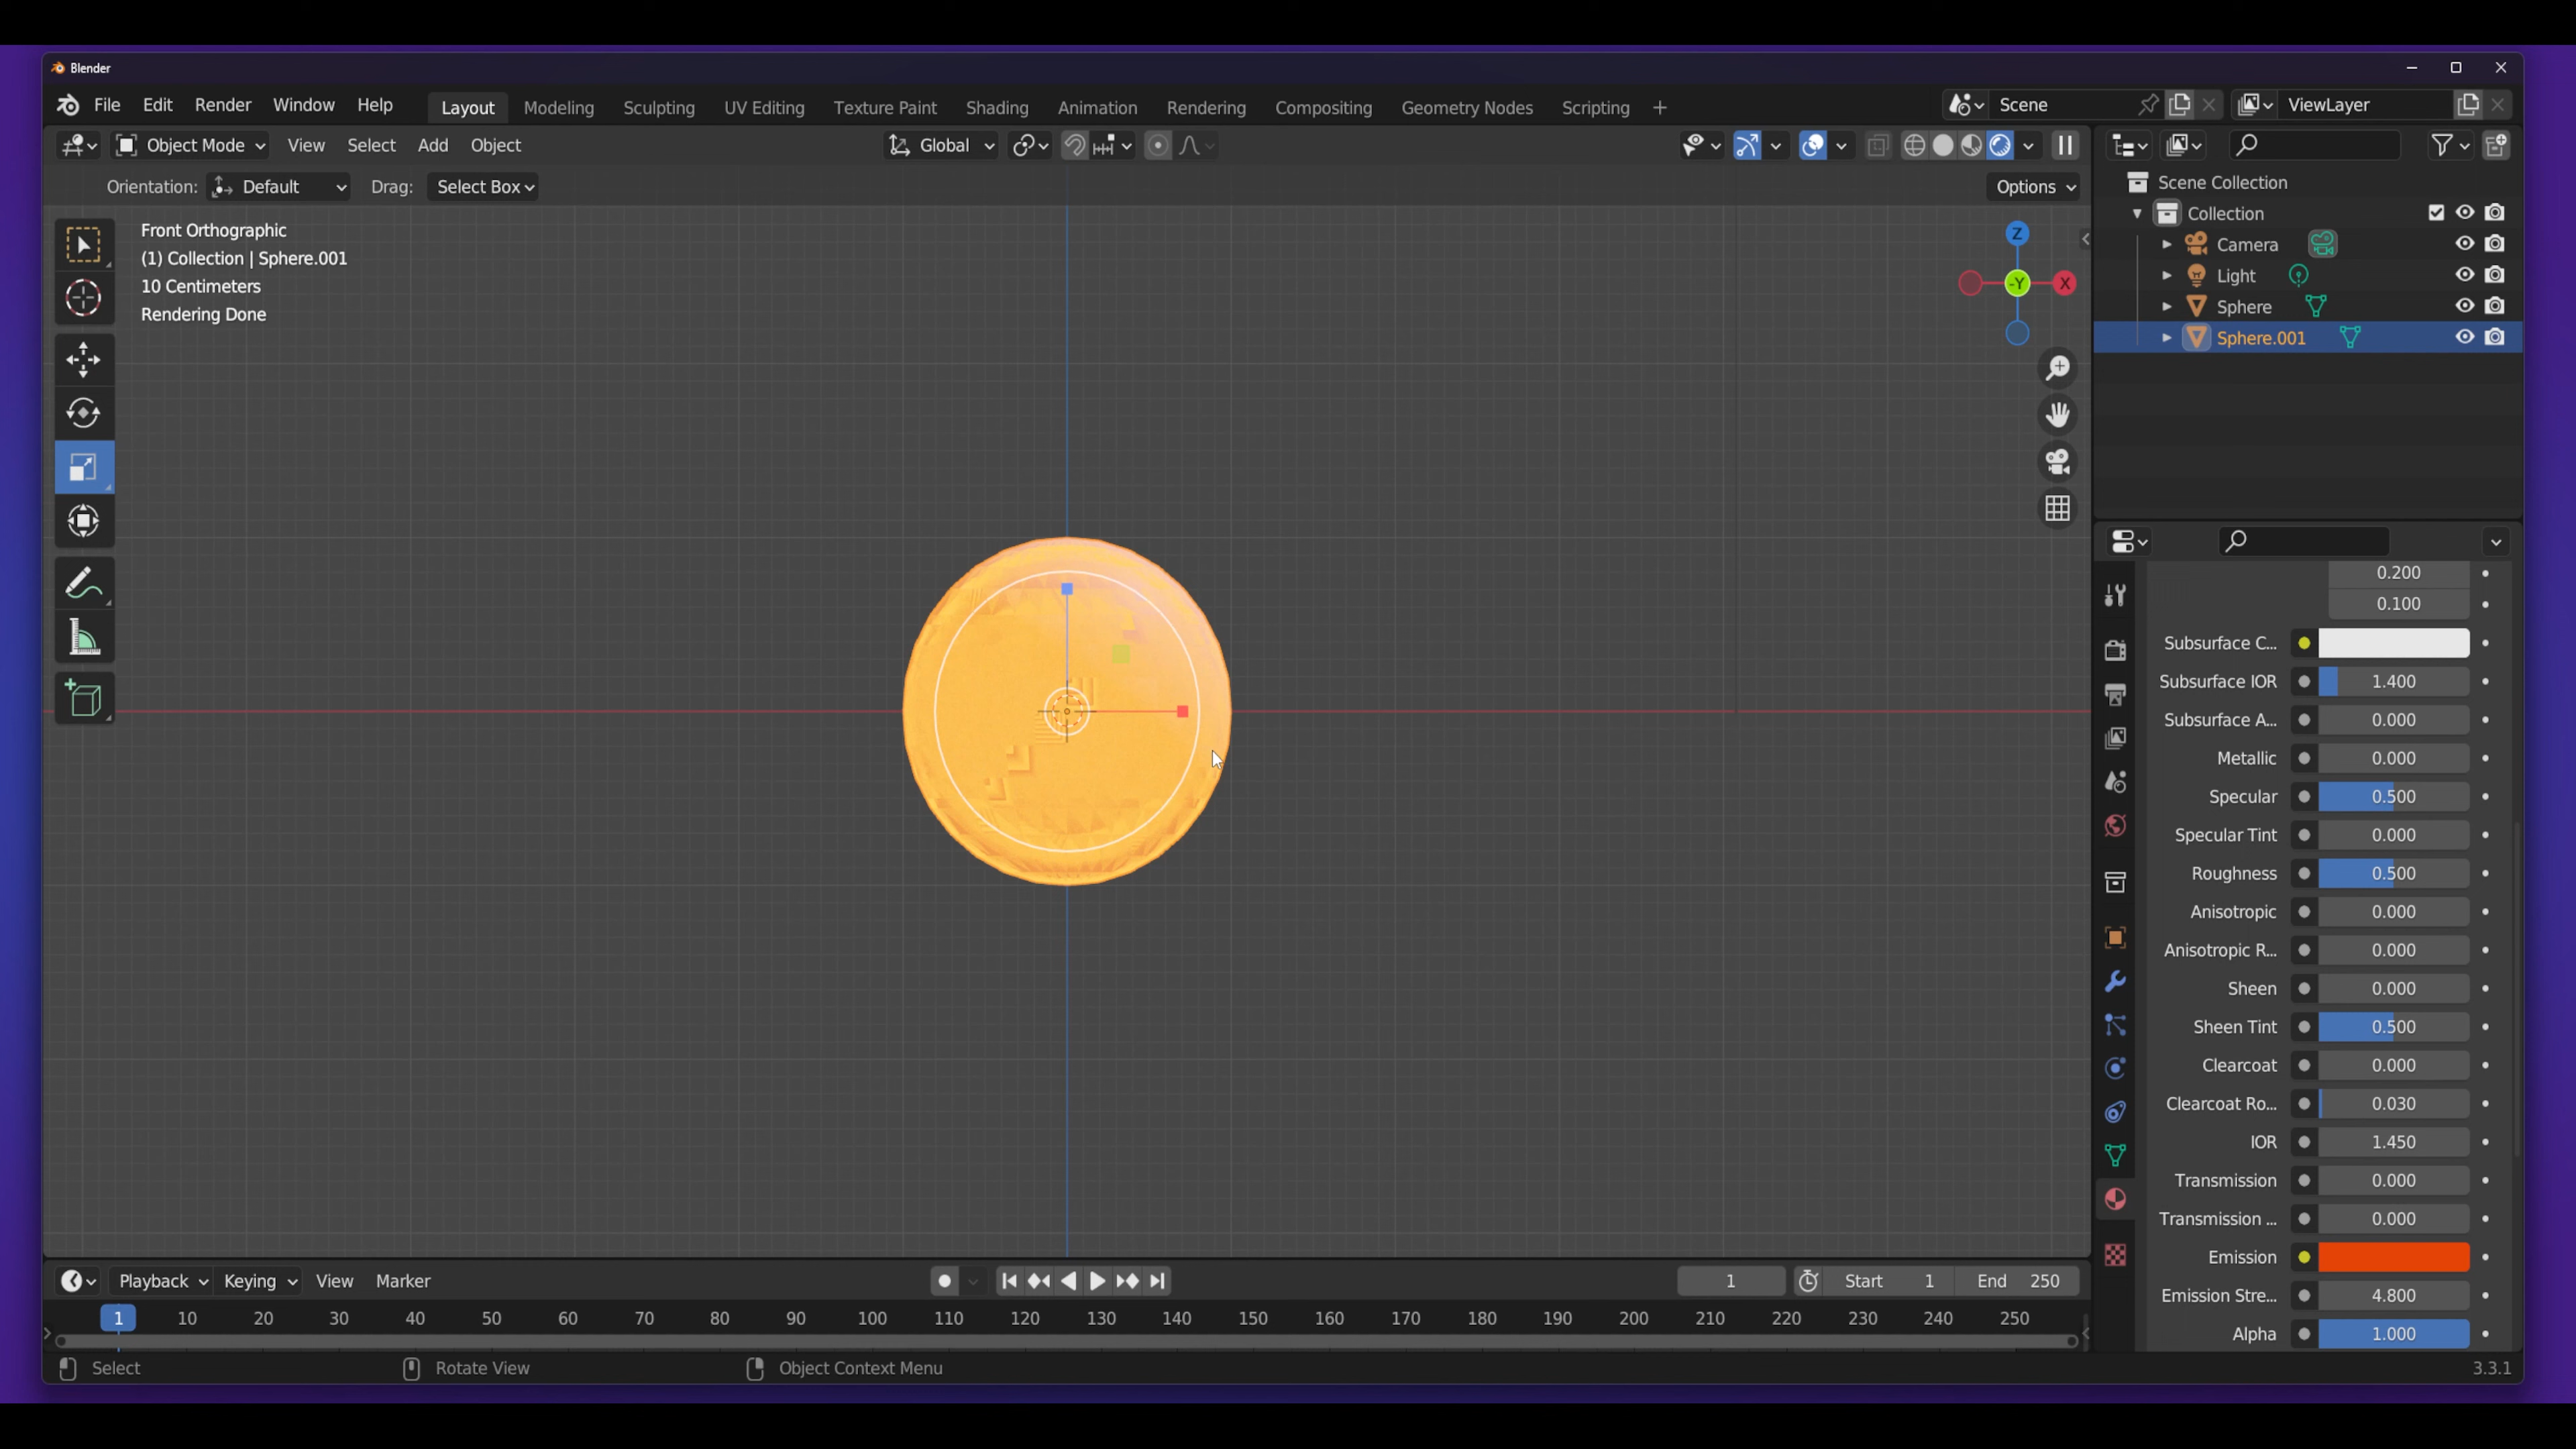 Blender
File Edit Render Window Help Layout Modeling Sculpting UV Editing Texture Paint Shading Animation Rendering Compositing Geometry Nodes Scripting + Scene ViewLayer
Object Mode View Select Add Object Global
Orientation: Default Drag: Select Box Options
Front Orthographic
(1) Collection | Sphere.001
10 Centimeters
Rendering Done
Z
-Y X
Scene Collection
Collection
Camera
Light
Sphere
Sphere.001
0.200
0.100
Subsurface C...
Subsurface IOR 1.400
Subsurface A... 0.000
Metallic 0.000
Specular 0.500
Specular Tint 0.000
Roughness 0.500
Anisotropic 0.000
Anisotropic R... 0.000
Sheen 0.000
Sheen Tint 0.500
Clearcoat 0.000
Clearcoat Ro... 0.030
IOR 1.450
Transmission 0.000
Transmission ... 0.000
Emission
Emission Stre... 4.800
Alpha 1.000
Playback Keying View Marker 1 Start 1 End 250
1 10 20 30 40 50 60 70 80 90 100 110 120 130 140 150 160 170 180 190 200 210 220 230 240 250
Select Rotate View Object Context Menu 3.3.1